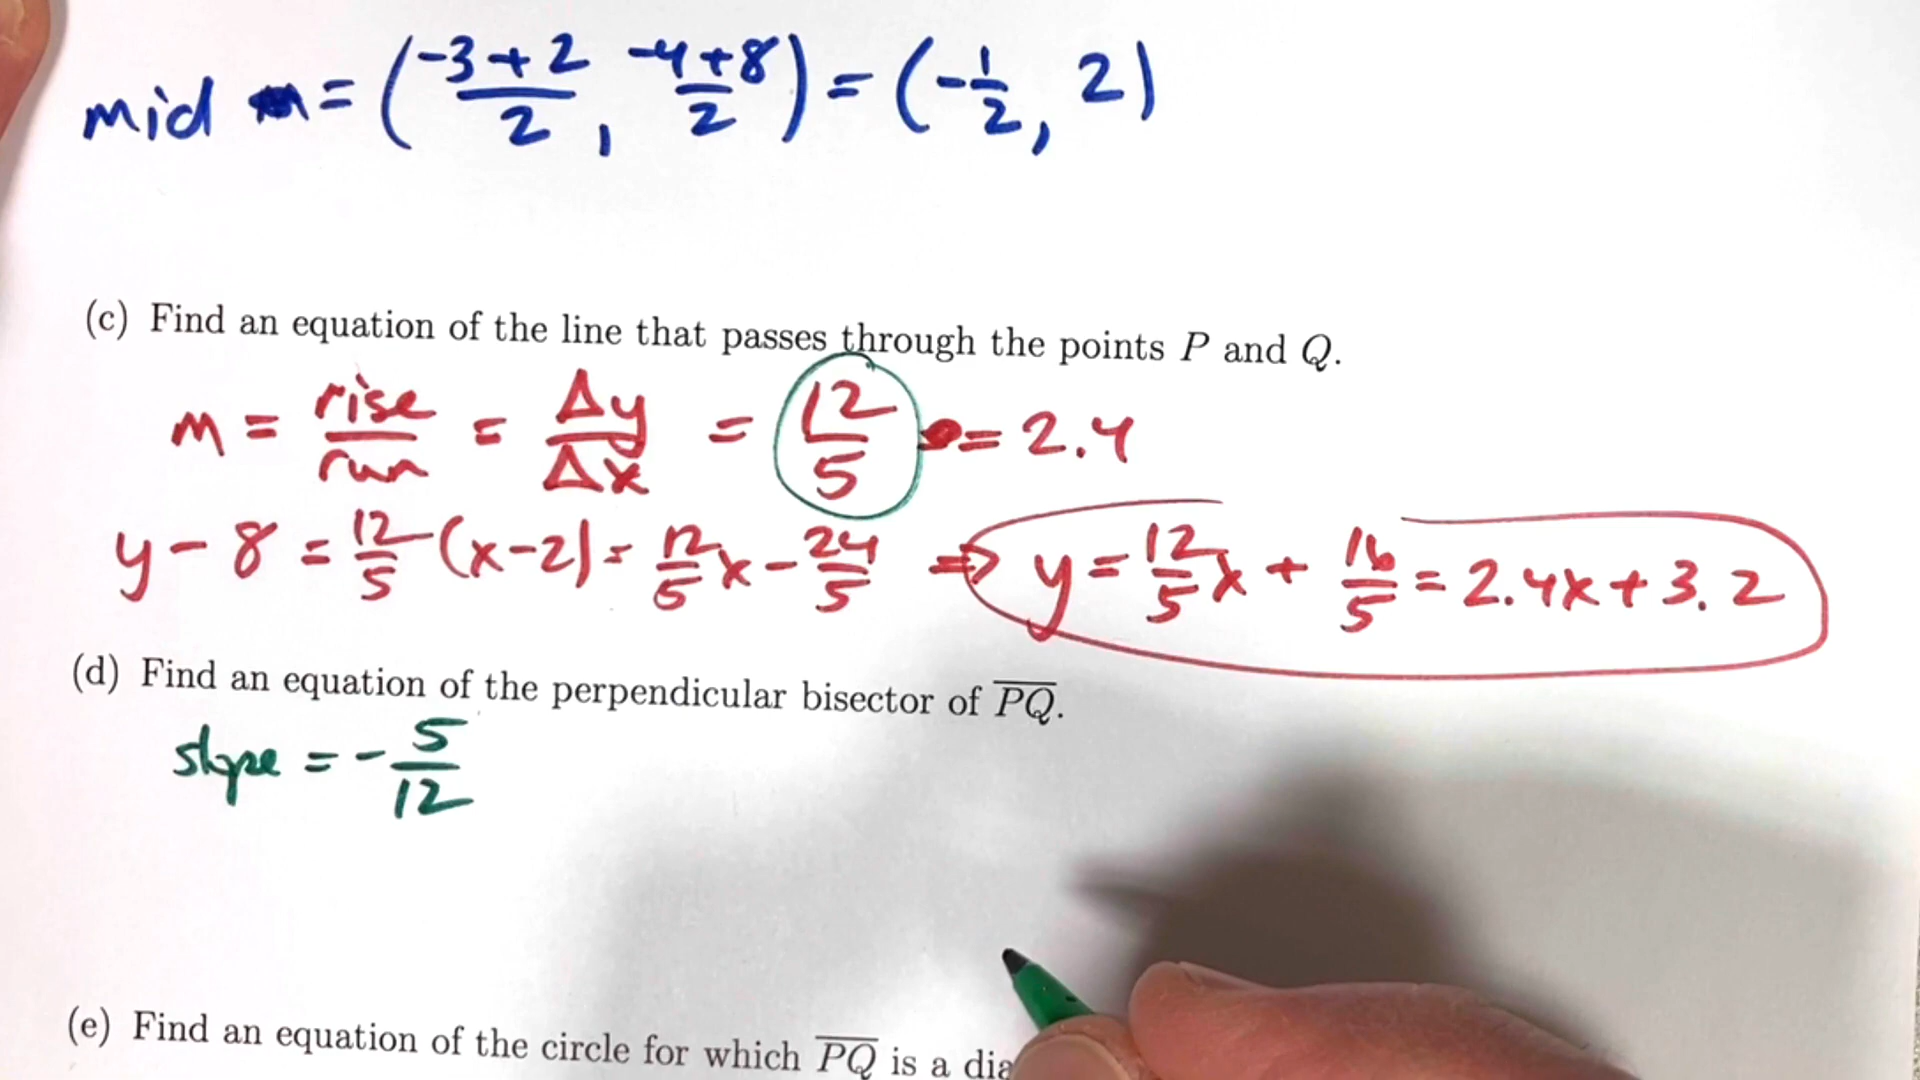 mid m = (-3+2/2, -4+8/2) = (-1/2, 2)
(c) Find an equation of the line that passes through the points P and Q.
m = rise/run = Δy/Δx = 12/5 = 2.4
y - 8 = 12/5 (x-2) = 12/5 x - 24/5 ⇒ y = 12/5 x + 16/5 = 2.4x + 3.2
(d) Find an equation of the perpendicular bisector of PQ.
slope = - 5/12
(e) Find an equation of the circle for which PQ is a dia